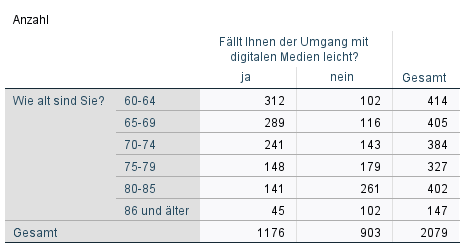 Anzahl
Fällt Ihnen der Umgang mit
digitalen Medien leicht?
ja nein Gesamt
Wie alt sind Sie? 60-64 312 102 414
65-69 289 116 405
70-74 241 143 384
75-79 148 179 327
80-85 141 261 402
86 und älter 45 102 147
Gesamt 1176 903 2079